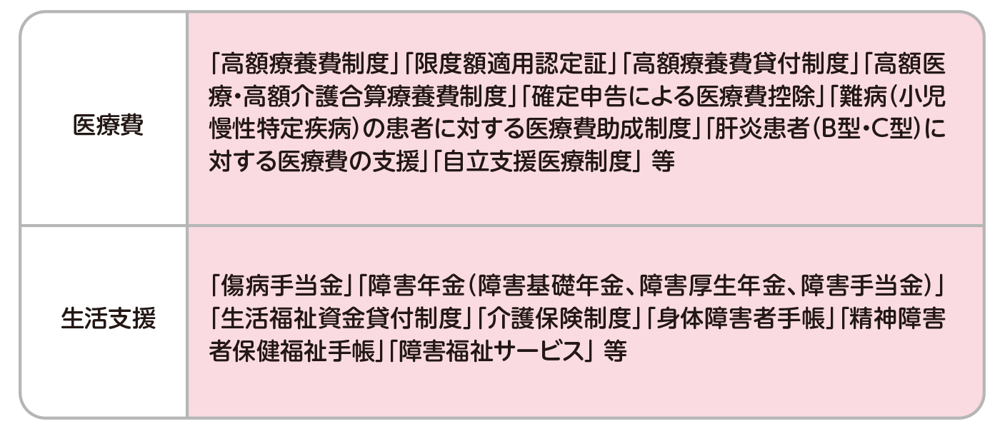 医療費
「高額療養費制度」「限度額適用認定証」「高額療養費貸付制度」「高額医
療・高額介護合算療養費制度」「確定申告による医療費控除」「難病（小児
慢性特定疾病）の患者に対する医療費助成制度」「肝炎患者（B型・C型）に
対する医療費の支援」「自立支援医療制度」 等
生活支援
「傷病手当金」「障害年金（障害基礎年金、障害厚生年金、障害手当金）」
「生活福祉資金貸付制度」「介護保険制度」「身体障害者手帳」「精神障害
者保健福祉手帳」「障害福祉サービス」 等